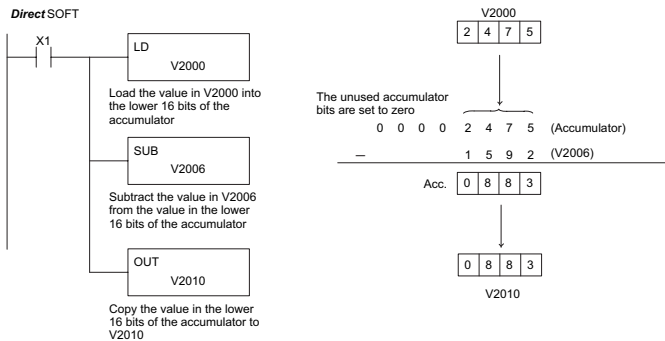 DirectSOFT
X1
LD
V2000
Load the value in V2000 into
the lower 16 bits of the
accumulator
SUB
V2006
Subtract the value in V2006
from the value in the lower
16 bits of the accumulator
OUT
V2010
Copy the value in the lower
16 bits of the accumulator to
V2010
V2000
2 4 7 5
The unused accumulator
bits are set to zero
0 0 0 0 2 4 7 5 (Accumulator)
– 1 5 9 2 (V2006)
Acc. 0 8 8 3
0 8 8 3
V2010